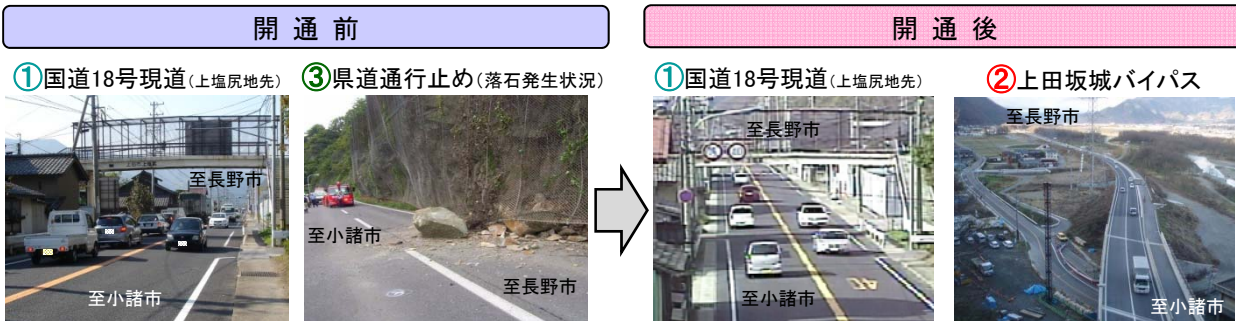 開通前
開通後
①国道18号現道(上塩尻地先)
③県道通行止め(落石発生状況)
①国道18号現道(上塩尻地先)
②上田坂城バイパス
至長野市
至小諸市
至小諸市
至長野市
至長野市
40
至小諸市
至長野市
至小諸市